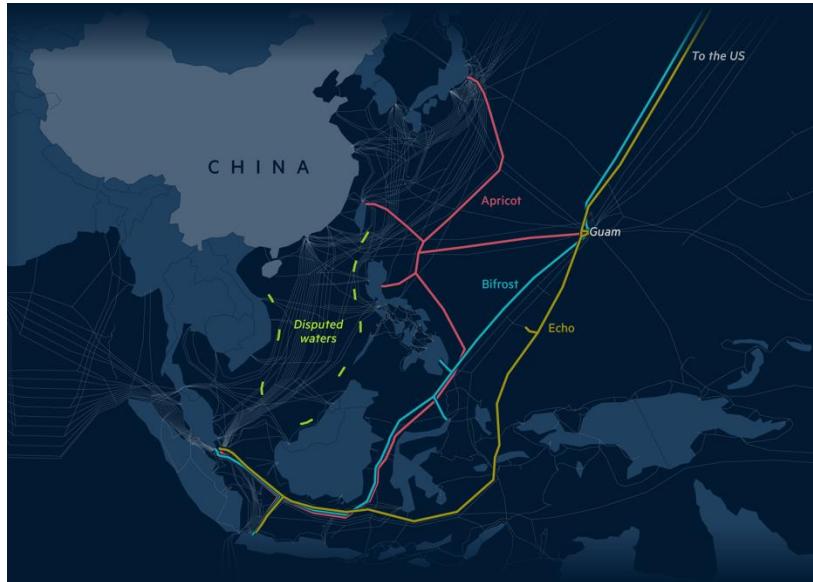 To the US
CHINA
Apricot
Guam
Bifrost
Disputed
waters
Echo